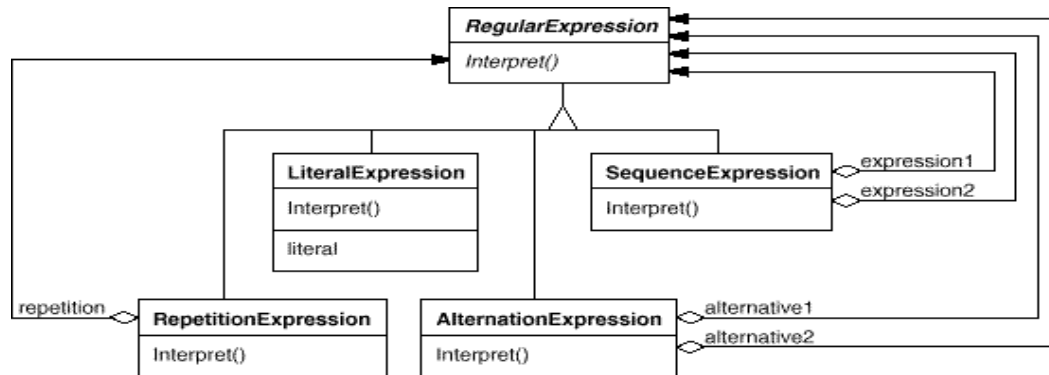 RegularExpression
Interpret()
LiteralExpression
Interpret()
literal
SequenceExpression
Interpret()
expression1
expression2
repetition
RepetitionExpression
Interpret()
AlternationExpression
Interpret()
alternative1
alternative2